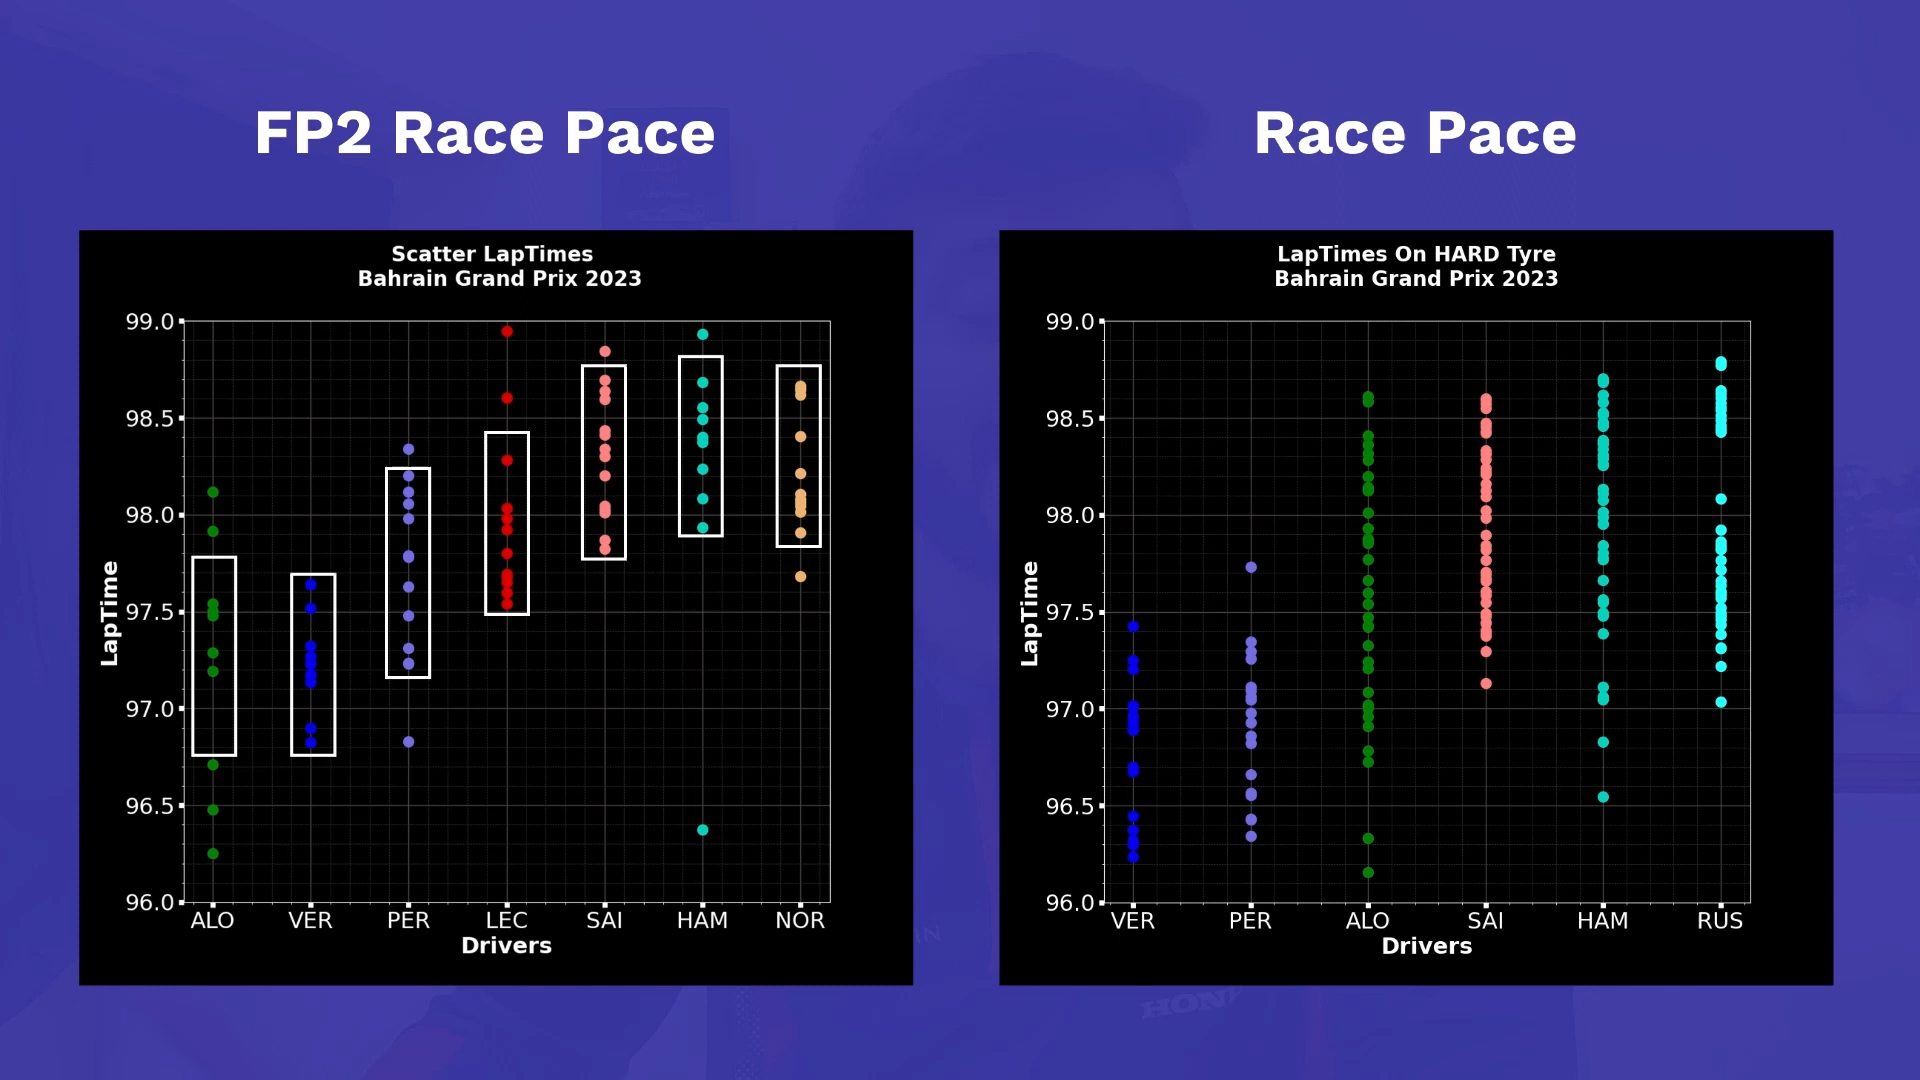 FP2 Race Pace
Race Pace
Scatter LapTimes
Bahrain Grand Prix 2023
99.0
98.5
98.0
97.5
97.0
96.5
96.0
LapTime
ALO VER PER LEC SAI HAM NOR
Drivers
LapTimes On HARD Tyre
Bahrain Grand Prix 2023
99.0
98.5
98.0
97.5
97.0
96.5
96.0
LapTime
VER PER ALO SAI HAM RUS
Drivers